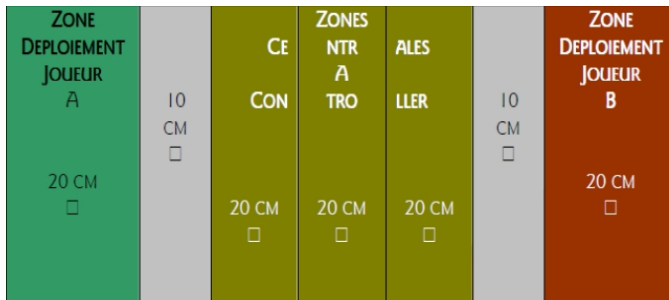 ZONE
DEPLOIEMENT
JOUEUR
A
20 CM
10
CM
ZONES
CE NTR ALES
A
CON TRO LLER
20 CM 20 CM 20 CM
10
CM
ZONE
DEPLOIEMENT
JOUEUR
B
20 CM